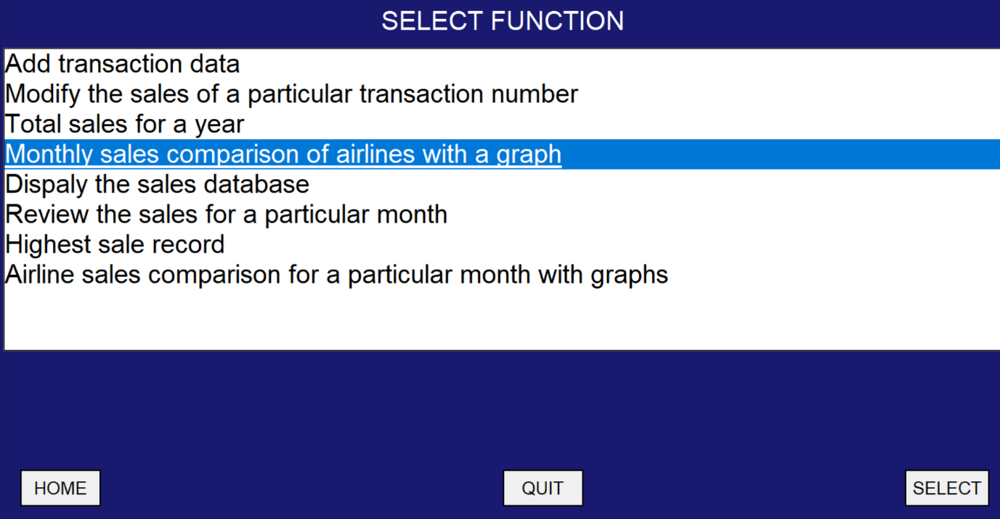 SELECT FUNCTION
Add transaction data
Modify the sales of a particular transaction number
Total sales for a year
Monthly sales comparison of airlines with a graph
Dispaly the sales database
Review the sales for a particular month
Highest sale record
Airline sales comparison for a particular month with graphs
HOME
QUIT
SELECT